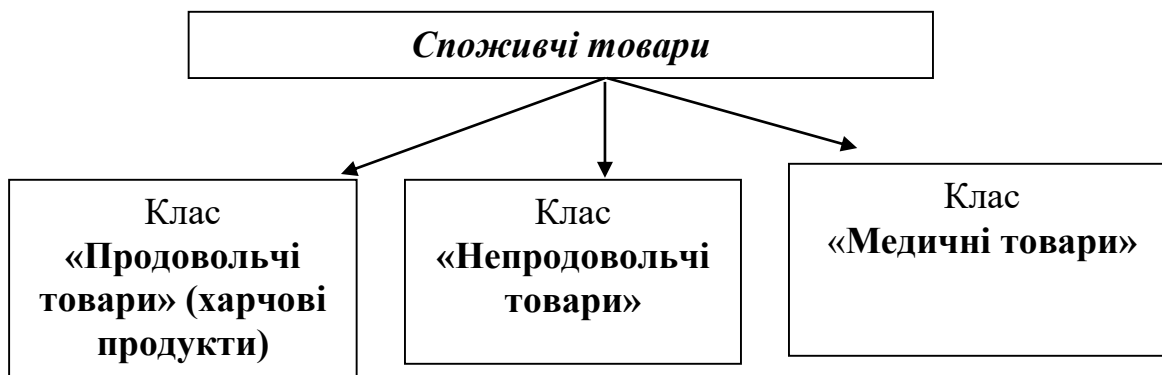 Споживчі товари
Клас
«Продовольчі
товари» (харчові
продукти)
Клас
«Непродовольчі
товари»
Клас
«Медичні товари»